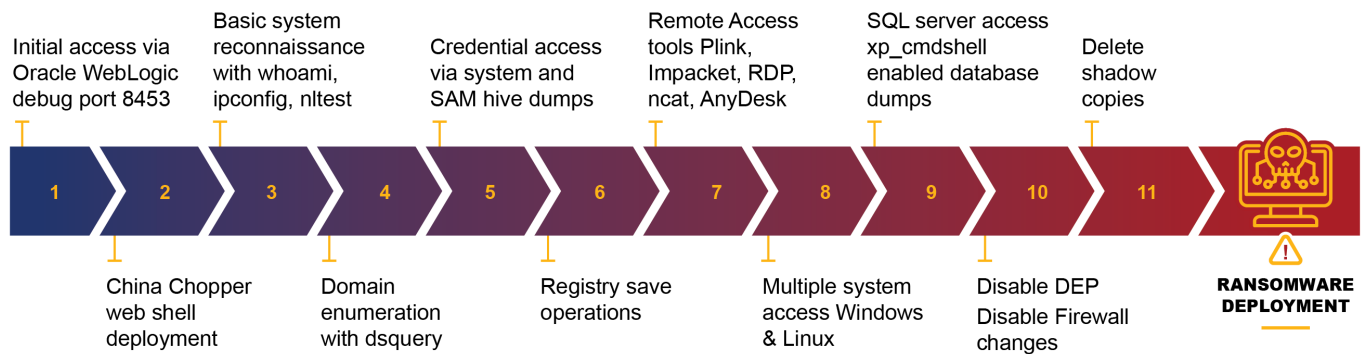 Initial access via
Oracle WebLogic
debug port 8453
Basic system
reconnaissance
with whoami,
ipconfig, nltest
Credential access
via system and
SAM hive dumps
Remote Access
tools Plink,
Impacket, RDP,
ncat, AnyDesk
SQL server access
xp_cmdshell
enabled database
dumps
Delete
shadow
copies
1
2
3
4
5
6
7
8
9
10
11
China Chopper
web shell
deployment
Domain
enumeration
with dsquery
Registry save
operations
Multiple system
access Windows
& Linux
Disable DEP
Disable Firewall
changes
!
RANSOMWARE
DEPLOYMENT